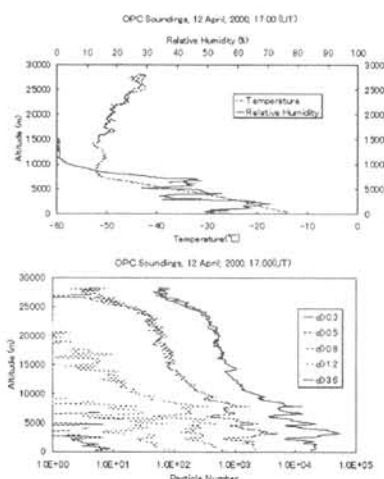 OPC Soundings, 12 April, 2000, 17.00 (UT)
Relative Humidity (%)
0 10 20 30 40 50 60 70 80 90 100
30000
25000
20000
15000
10000
5000
0
Altitude (m)
Temperature
Relative Humidity
-60 -50 -40 -30 -20 -10 0
Temperature[℃]
OPC Soundings, 12 April, 2000, 17.00(UT)
30000
25000
20000
15000
10000
5000
0
Altitude (m)
d0.3
d0.5
d0.8
d1.2
d3.6
1.0E+00 1.0E+01 1.0E+02 1.0E+03 1.0E+04 1.0E+05
Particle Number